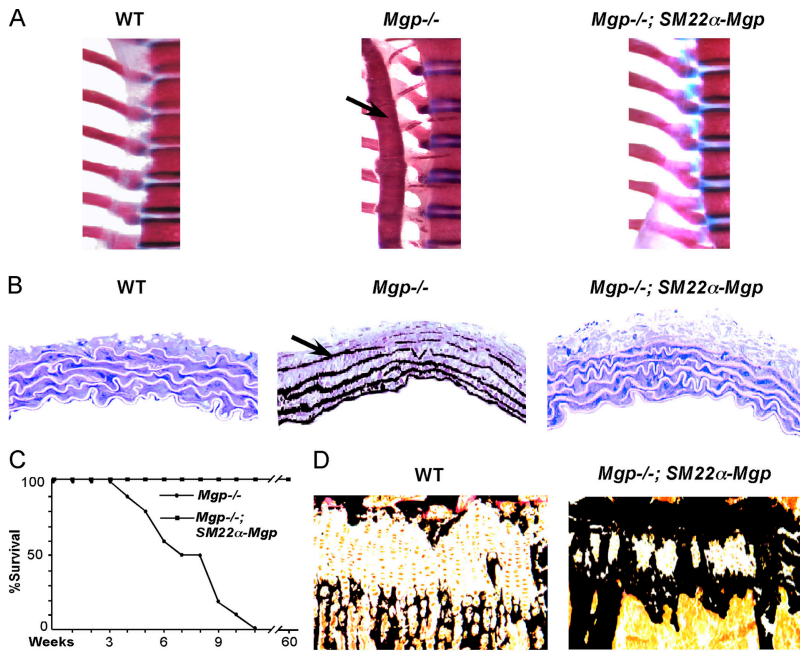 A
WT
Mgp-/-
Mgp-/-; SM22α-Mgp
B
WT
Mgp-/-
Mgp-/-; SM22α-Mgp
C
100
50
0
%Survival
Weeks
3
6
9
60
Mgp-/-
Mgp-/-;
SM22α-Mgp
D
WT
Mgp-/-; SM22α-Mgp